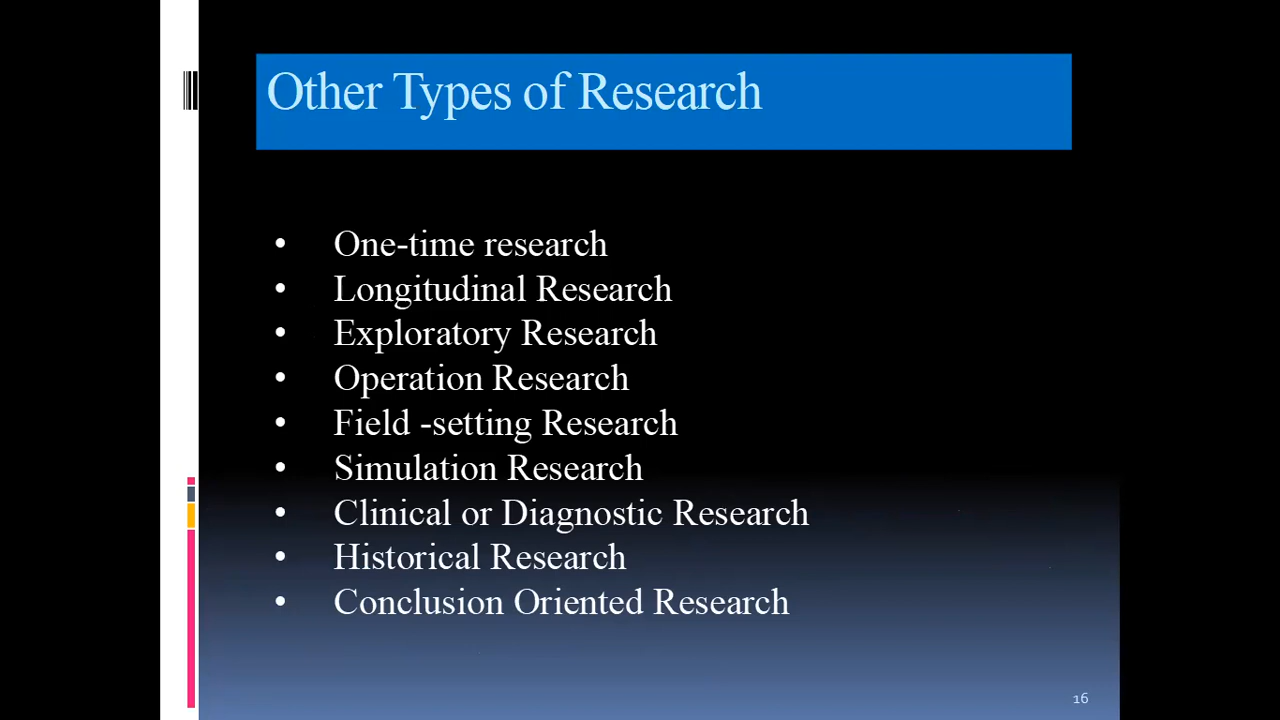 Other Types of Research
• One-time research
• Longitudinal Research
• Exploratory Research
• Operation Research
• Field -setting Research
• Simulation Research
• Clinical or Diagnostic Research
• Historical Research
• Conclusion Oriented Research
16